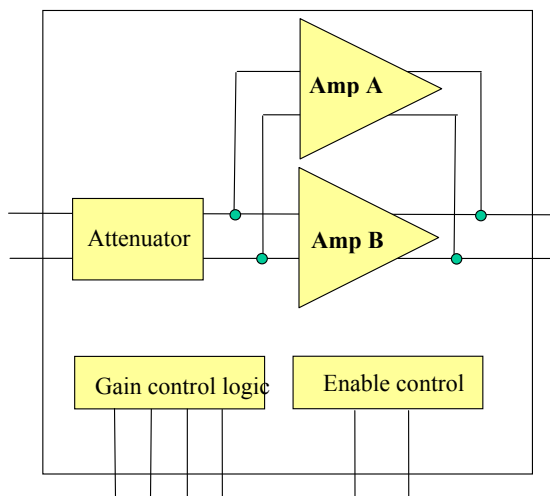 Amp A
Attenuator
Amp B
Gain control logic
Enable control